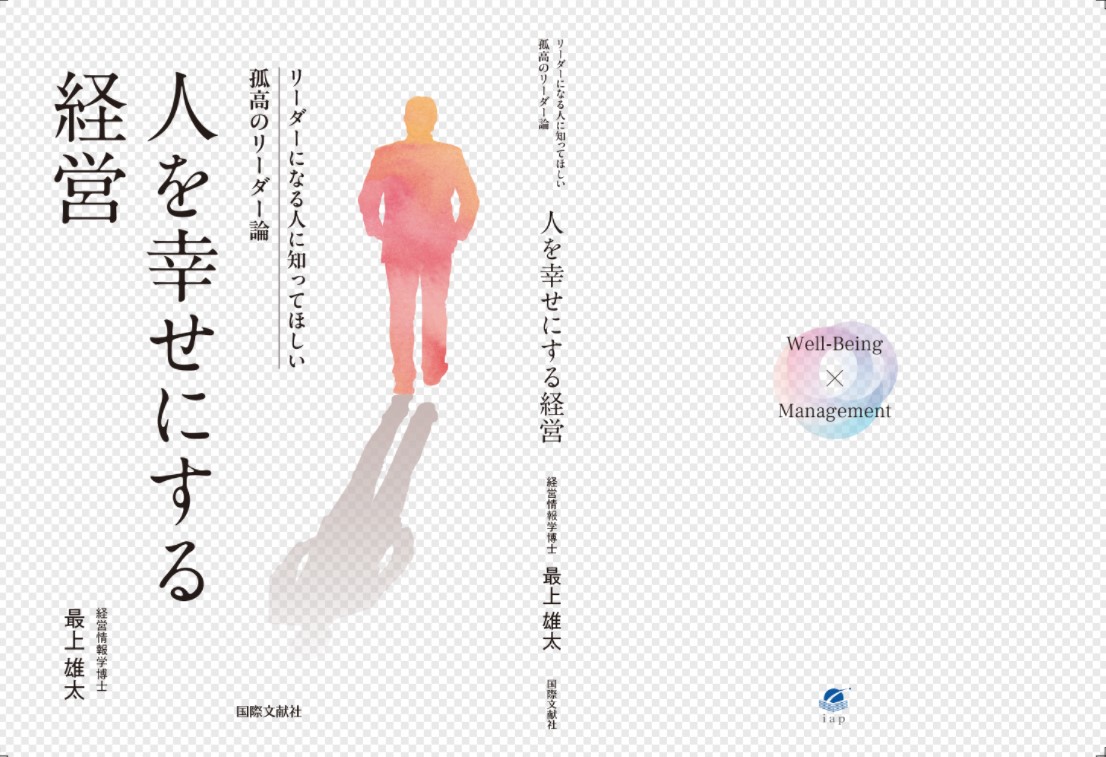 リーダーになる人に知ってほしい
孤高のリーダー論
人を幸せにする
経営
経営情報学博士
最上 雄太
国際文献社
リーダーになる人に知ってほしい
孤高のリーダー論
人を幸せにする経営
経営情報学博士
最上 雄太
国際文献社
Well-Being
×
Management
iap